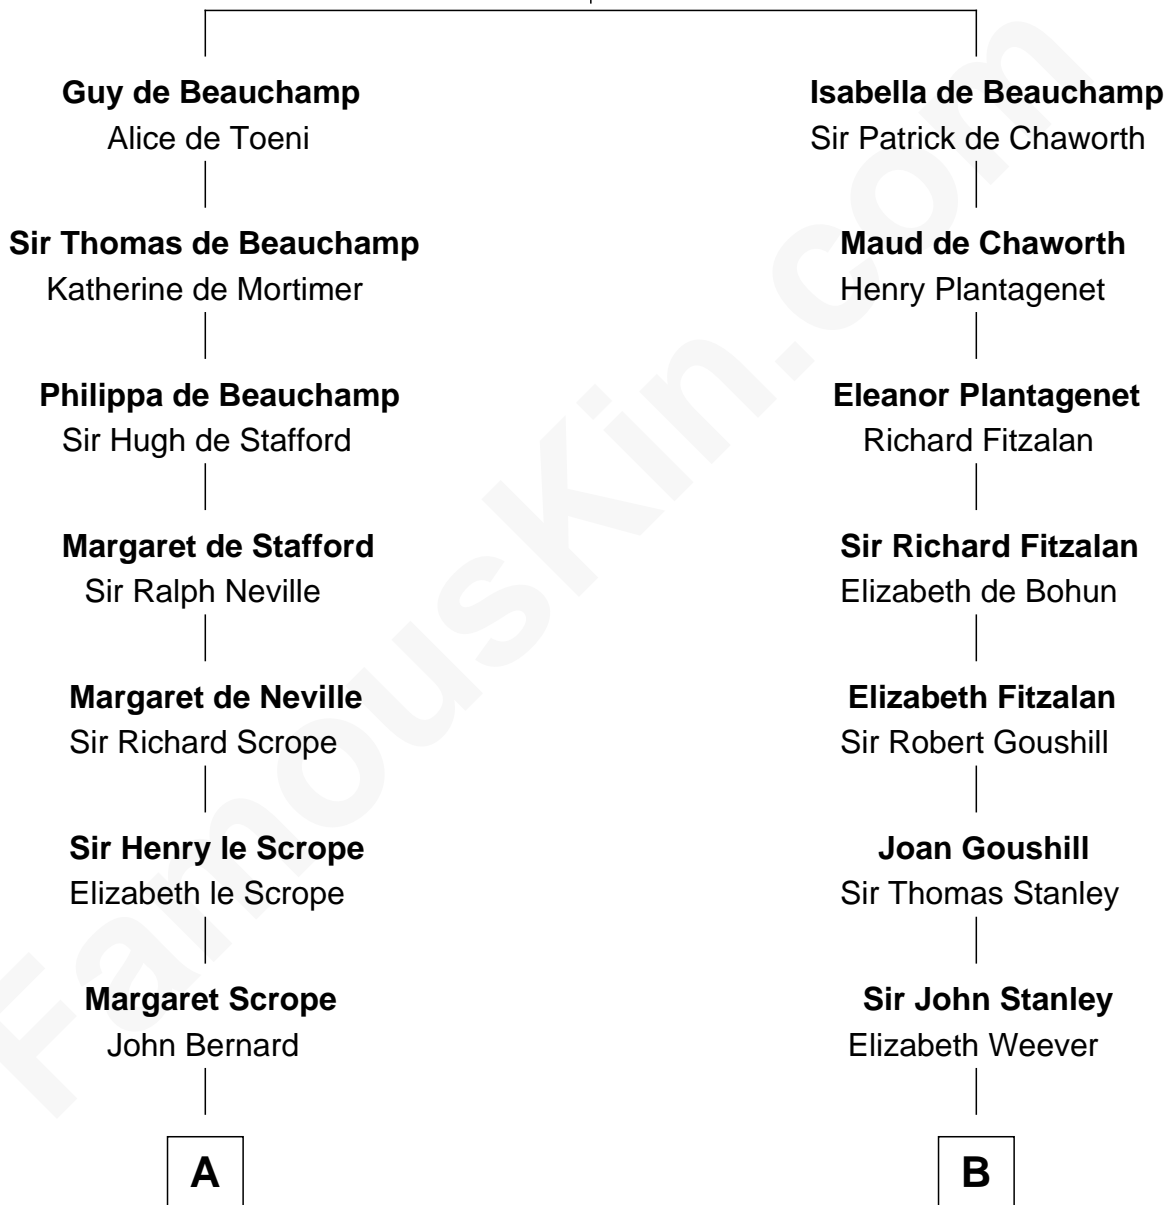 Guy de Beauchamp
Alice de Toeni
Sir Thomas de Beauchamp
Katherine de Mortimer
Philippa de Beauchamp
Sir Hugh de Stafford
Margaret de Stafford
Sir Ralph Neville
Margaret de Neville
Sir Richard Scrope
Sir Henry le Scrope
Elizabeth le Scrope
Margaret Scrope
John Bernard
A
Isabella de Beauchamp
Sir Patrick de Chaworth
Maud de Chaworth
Henry Plantagenet
Eleanor Plantagenet
Richard Fitzalan
Sir Richard Fitzalan
Elizabeth de Bohun
Elizabeth Fitzalan
Sir Robert Goushill
Joan Goushill
Sir Thomas Stanley
Sir John Stanley
Elizabeth Weever
B
FamousKin.com